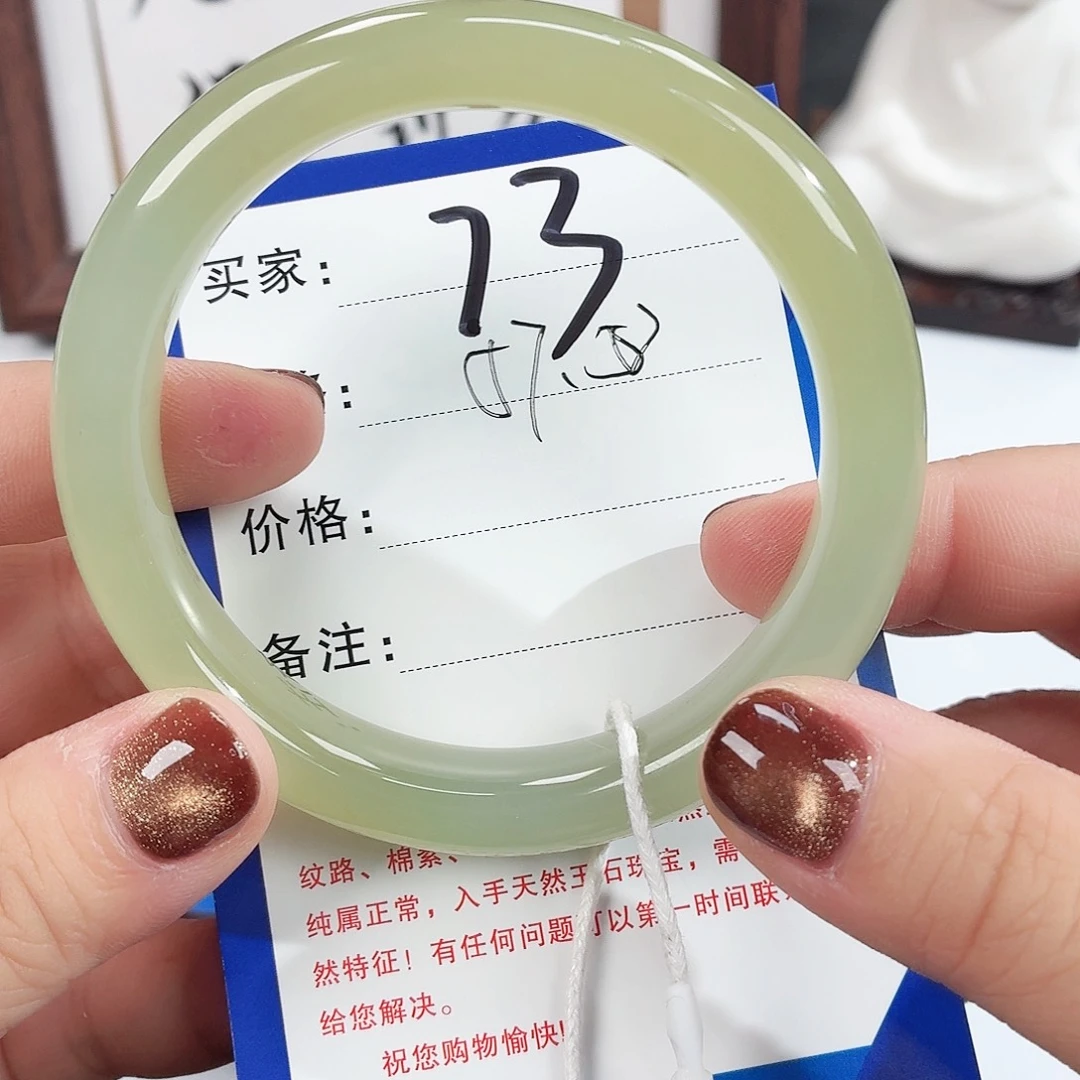 买家：73
价格：
备注：
纹路、棉絮、
纯属正常，入手天然玉石珠宝，需
然特征！有任何问题可以第一时间联
给您解决。
祝您购物愉快！